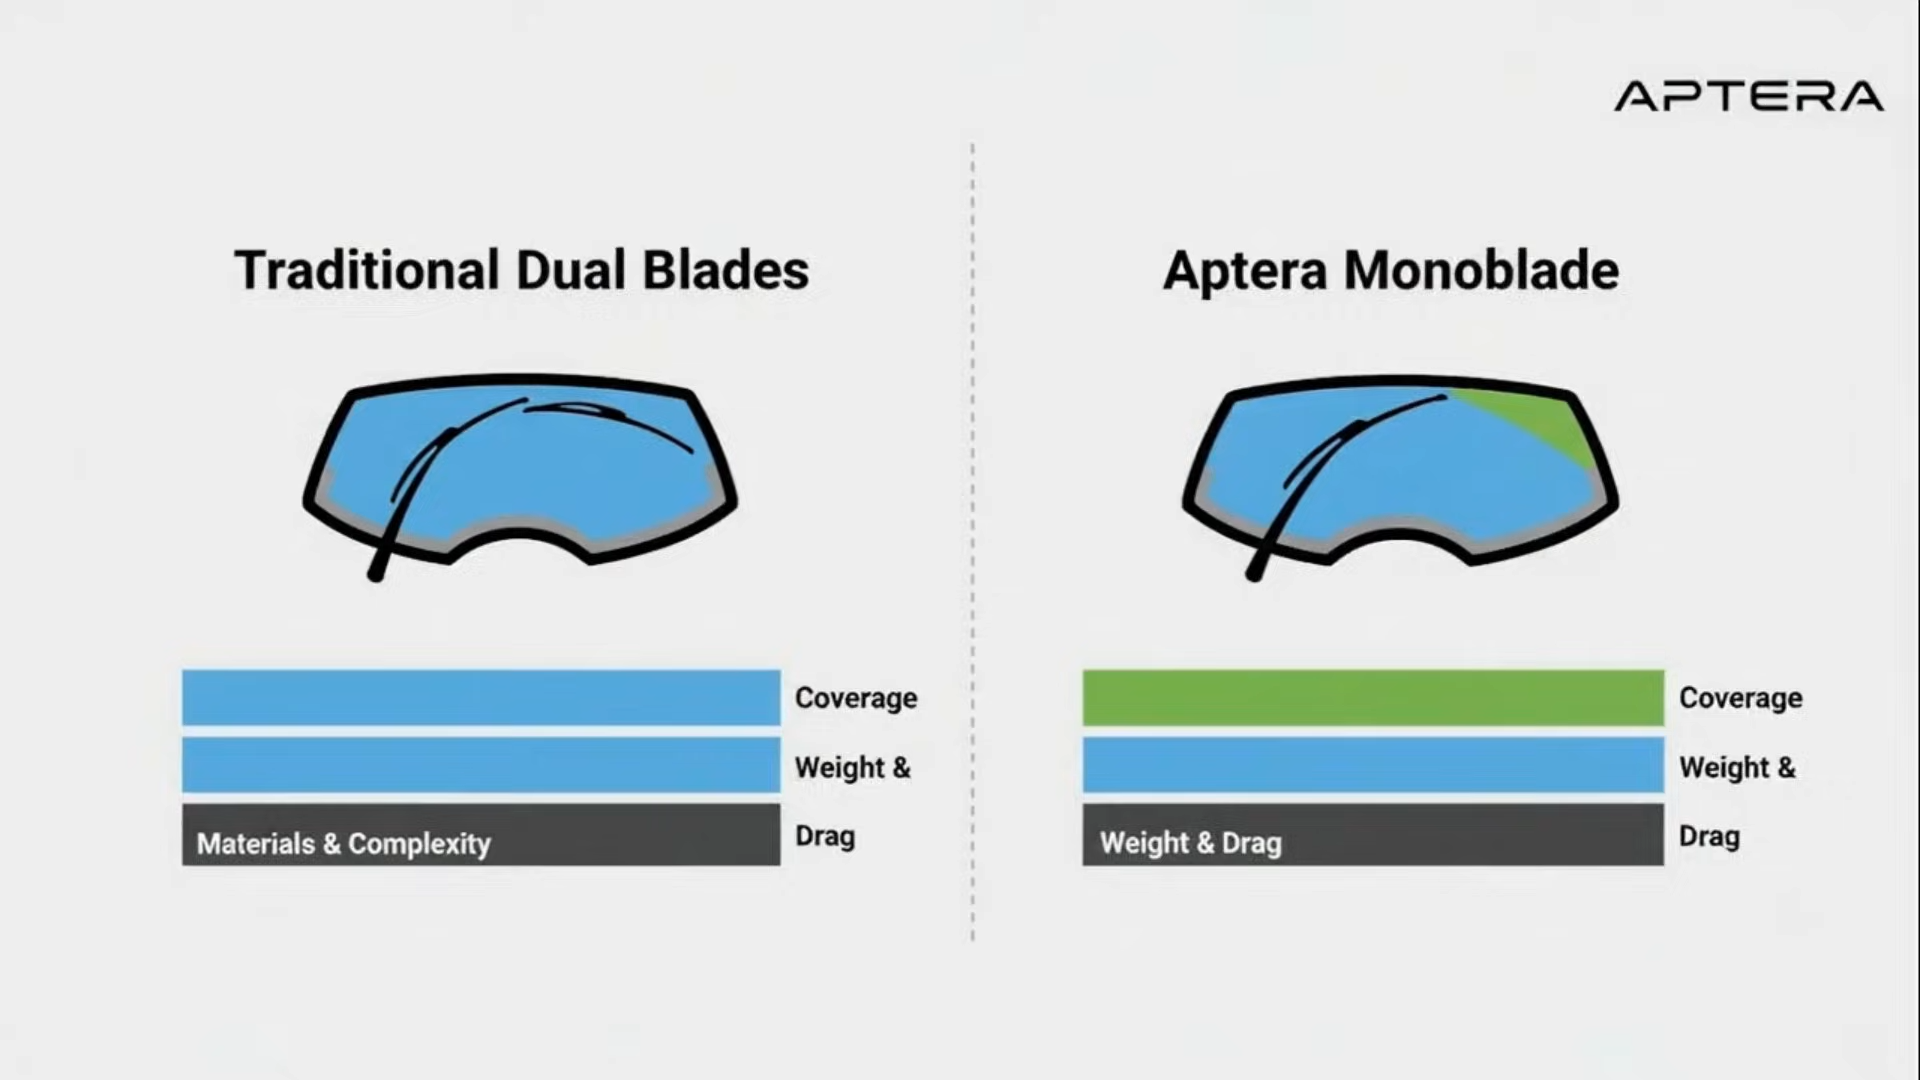 APTERA
Traditional Dual Blades
Coverage
Weight &
Materials & Complexity
Drag
Aptera Monoblade
Coverage
Weight &
Weight & Drag
Drag